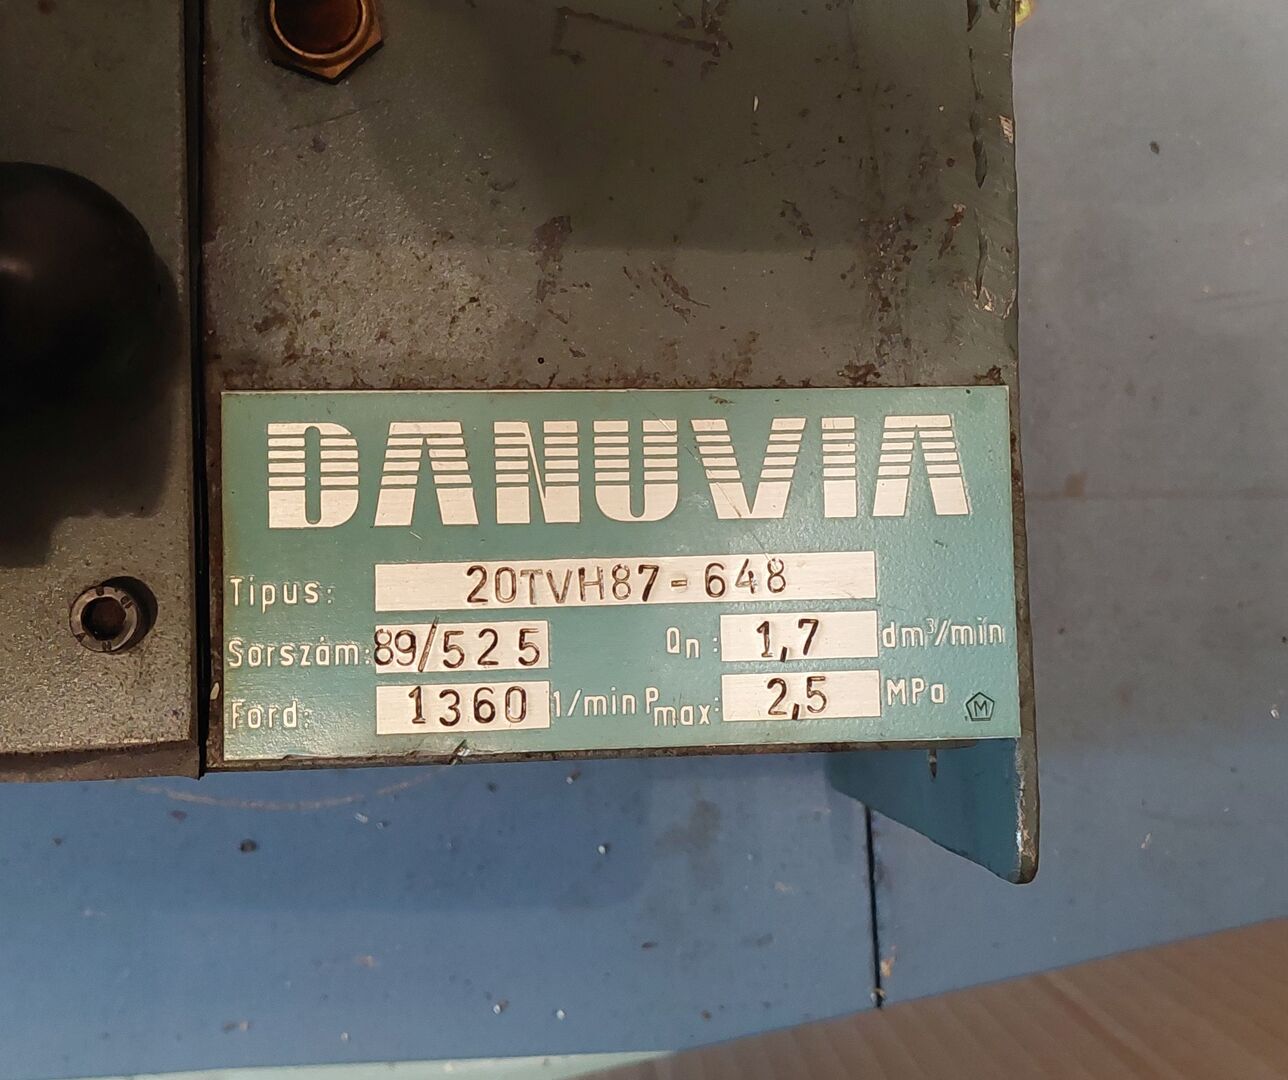 DANUVIA
Típus: 20TVH87-648
Sorszám: 89/525 Qn: 1,7 dm³/min
Ford: 1360 1/min Pmax: 2,5 MPa
M